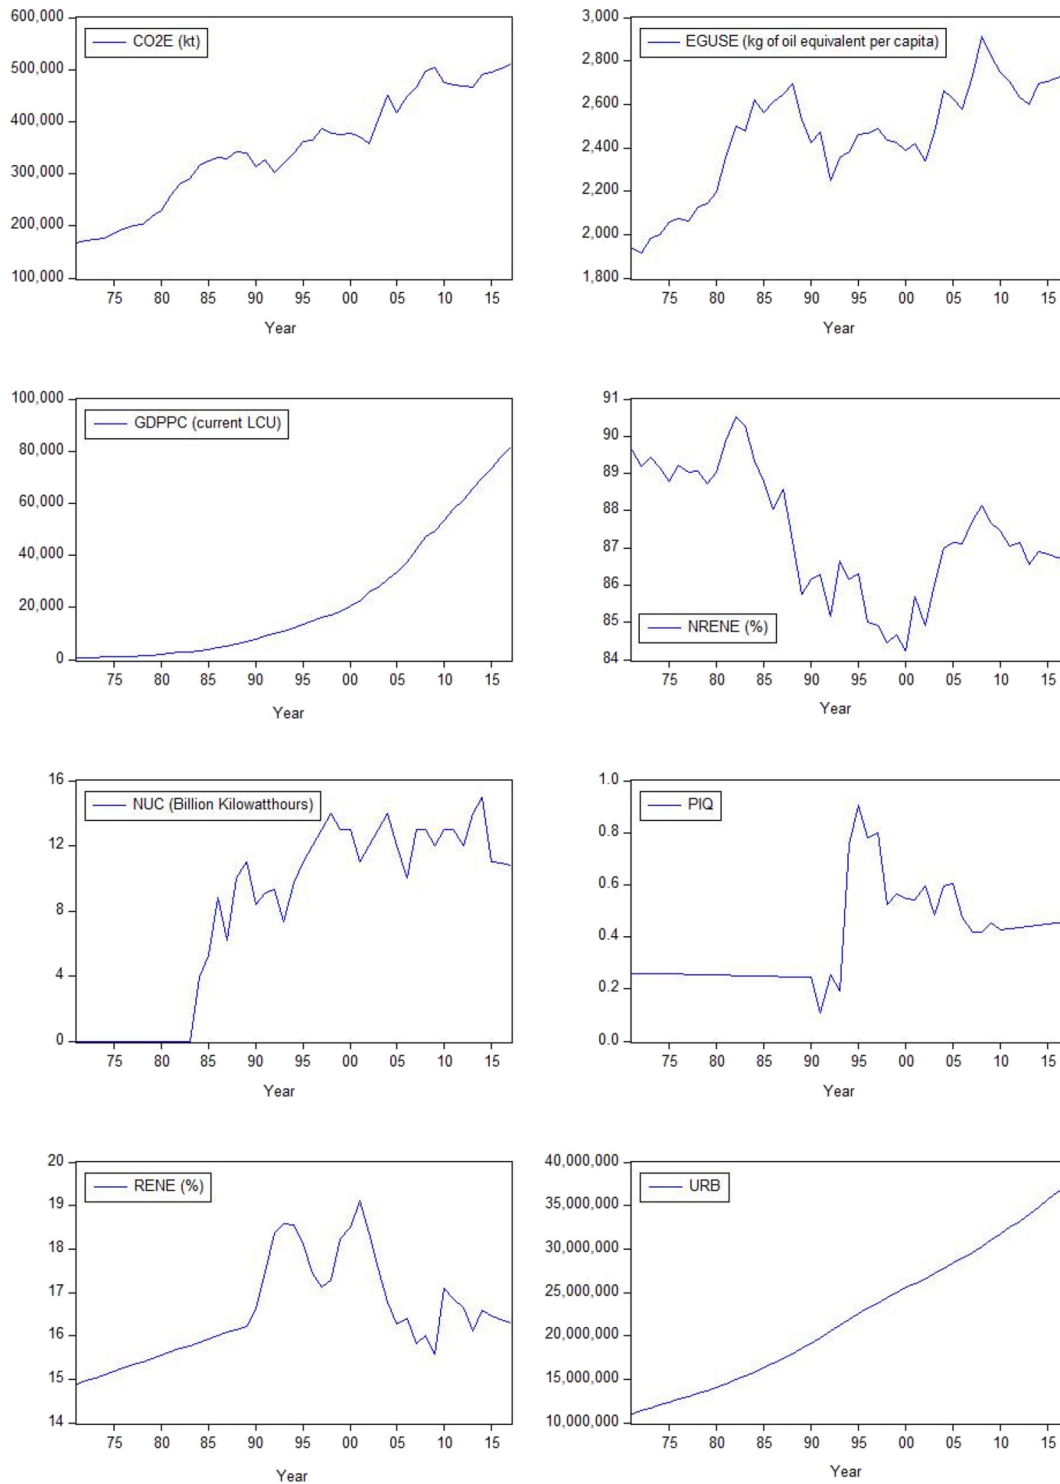 600,000
500,000
400,000
300,000
200,000
100,000
CO2E (kt)
75 80 85 90 95 00 05 10 15
Year
3,000
2,800
2,600
2,400
2,200
2,000
1,800
EGUSE (kg of oil equivalent per capita)
75 80 85 90 95 00 05 10 15
Year
100,000
80,000
60,000
40,000
20,000
0
GDPPC (current LCU)
75 80 85 90 95 00 05 10 15
Year
91
90
89
88
87
86
85
84
NRENE (%)
75 80 85 90 95 00 05 10 15
Year
16
12
8
4
0
NUC (Billion Kilowatthours)
75 80 85 90 95 00 05 10 15
Year
1.0
0.8
0.6
0.4
0.2
0.0
PIQ
75 80 85 90 95 00 05 10 15
Year
20
19
18
17
16
15
14
RENE (%)
75 80 85 90 95 00 05 10 15
Year
40,000,000
35,000,000
30,000,000
25,000,000
20,000,000
15,000,000
10,000,000
URB
75 80 85 90 95 00 05 10 15
Year